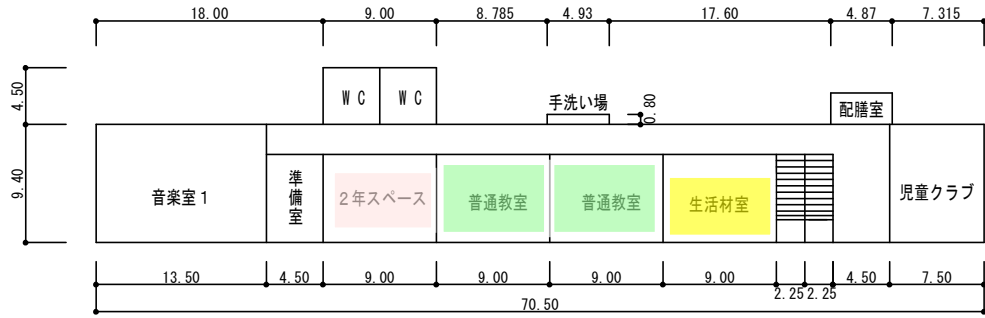 18.00 9.00 8.785 4.93 17.60 4.87 7.315
4.50
ＷＣ ＷＣ 手洗い場 0.80 配膳室
9.40
音楽室１ 準備室 ２年スペース 普通教室 普通教室 生活材室 児童クラブ
13.50 4.50 9.00 9.00 9.00 9.00 2.25 2.25 4.50 7.50
70.50